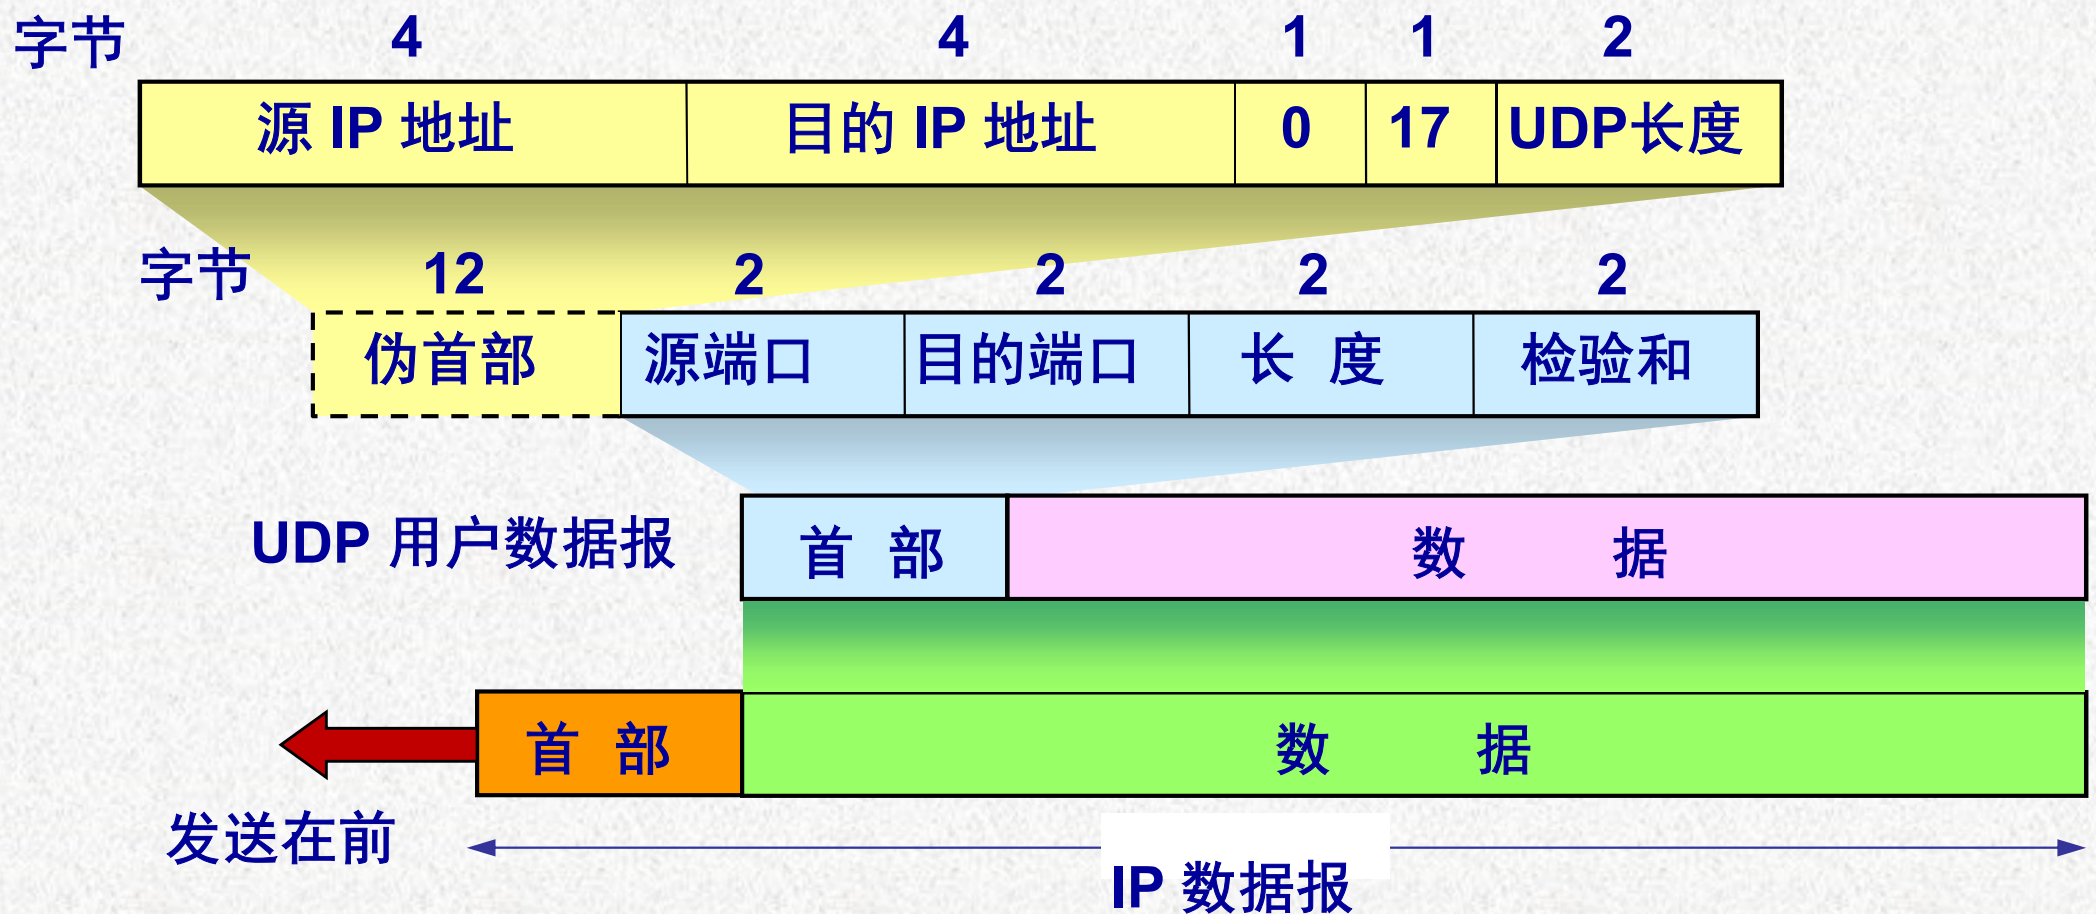 字节 4 4 1 1 2
源 IP 地址 目的 IP 地址 0 17 UDP长度
字节 12 2 2 2 2
伪首部 源端口 目的端口 长 度 检验和
UDP 用户数据报 首 部 数 据
首 部 数 据
发送在前
IP 数据报